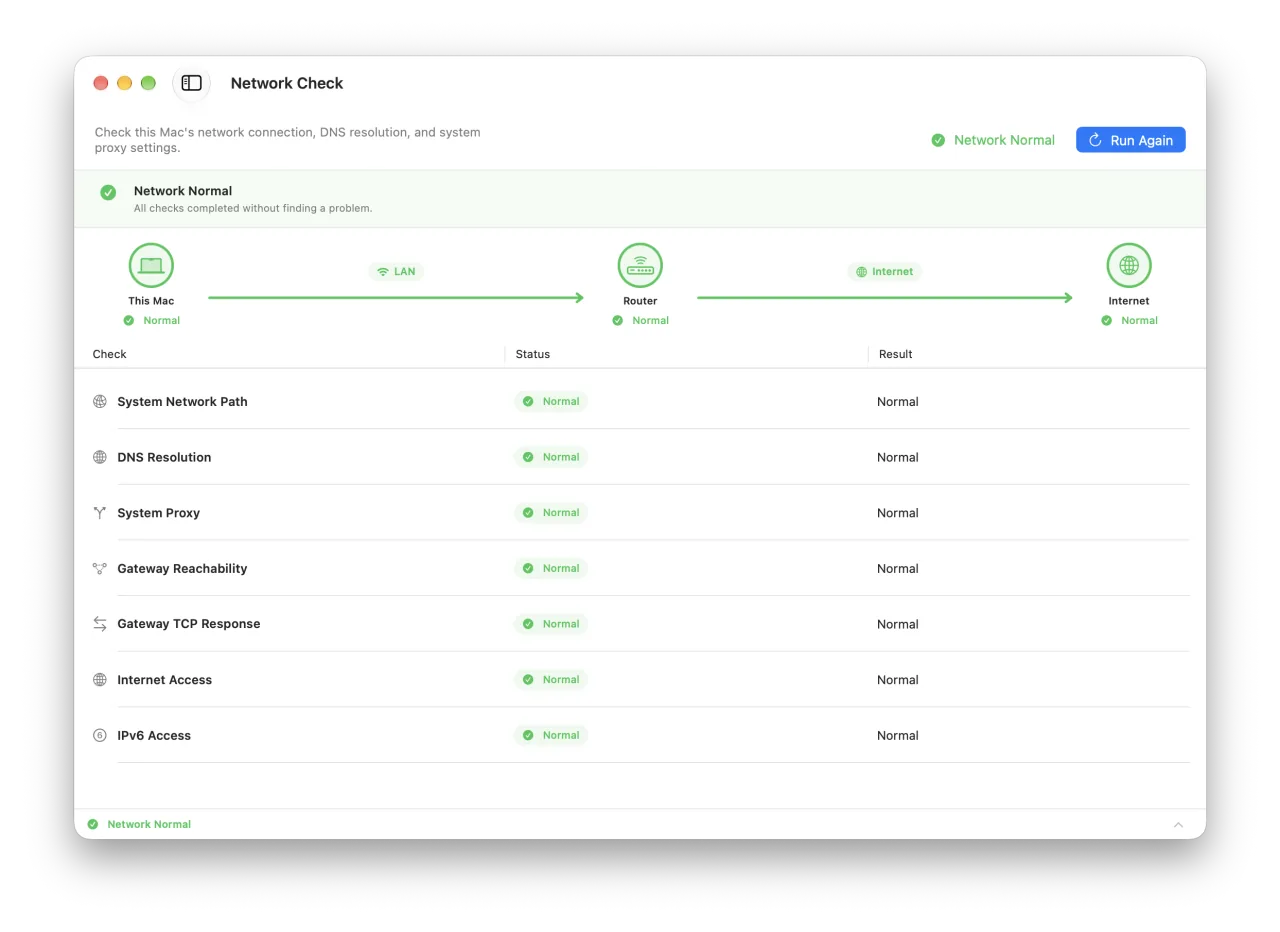 Network Check
Check this Mac's network connection, DNS resolution, and system
proxy settings.
Network Normal
Run Again
Network Normal
All checks completed without finding a problem.
LAN
Internet
This Mac
Router
Internet
Normal
Normal
Normal
Check Status Result
System Network Path Normal Normal
DNS Resolution Normal Normal
System Proxy Normal Normal
Gateway Reachability Normal Normal
Gateway TCP Response Normal Normal
Internet Access Normal Normal
6 IPv6 Access Normal Normal
Network Normal